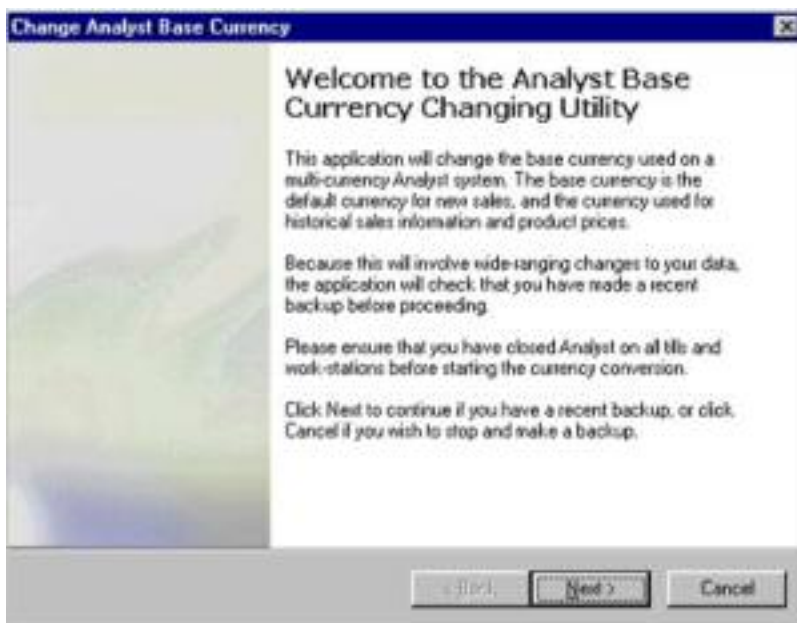 Change Analyst Base Currency
Welcome to the Analyst Base
Currency Changing Utility
This application will change the base currency used on a
multi-currency Analyst system. The base currency is the
default currency for new sales, and the currency used for
historical sales information and product prices.
Because this will involve wide-ranging changes to your data,
the application will check that you have made a recent
backup before proceeding.
Please ensure that you have closed Analyst on all tills and
work-stations before starting the currency conversion.
Click Next to continue if you have a recent backup, or click
Cancel if you wish to stop and make a backup.
< Back
Next >
Cancel